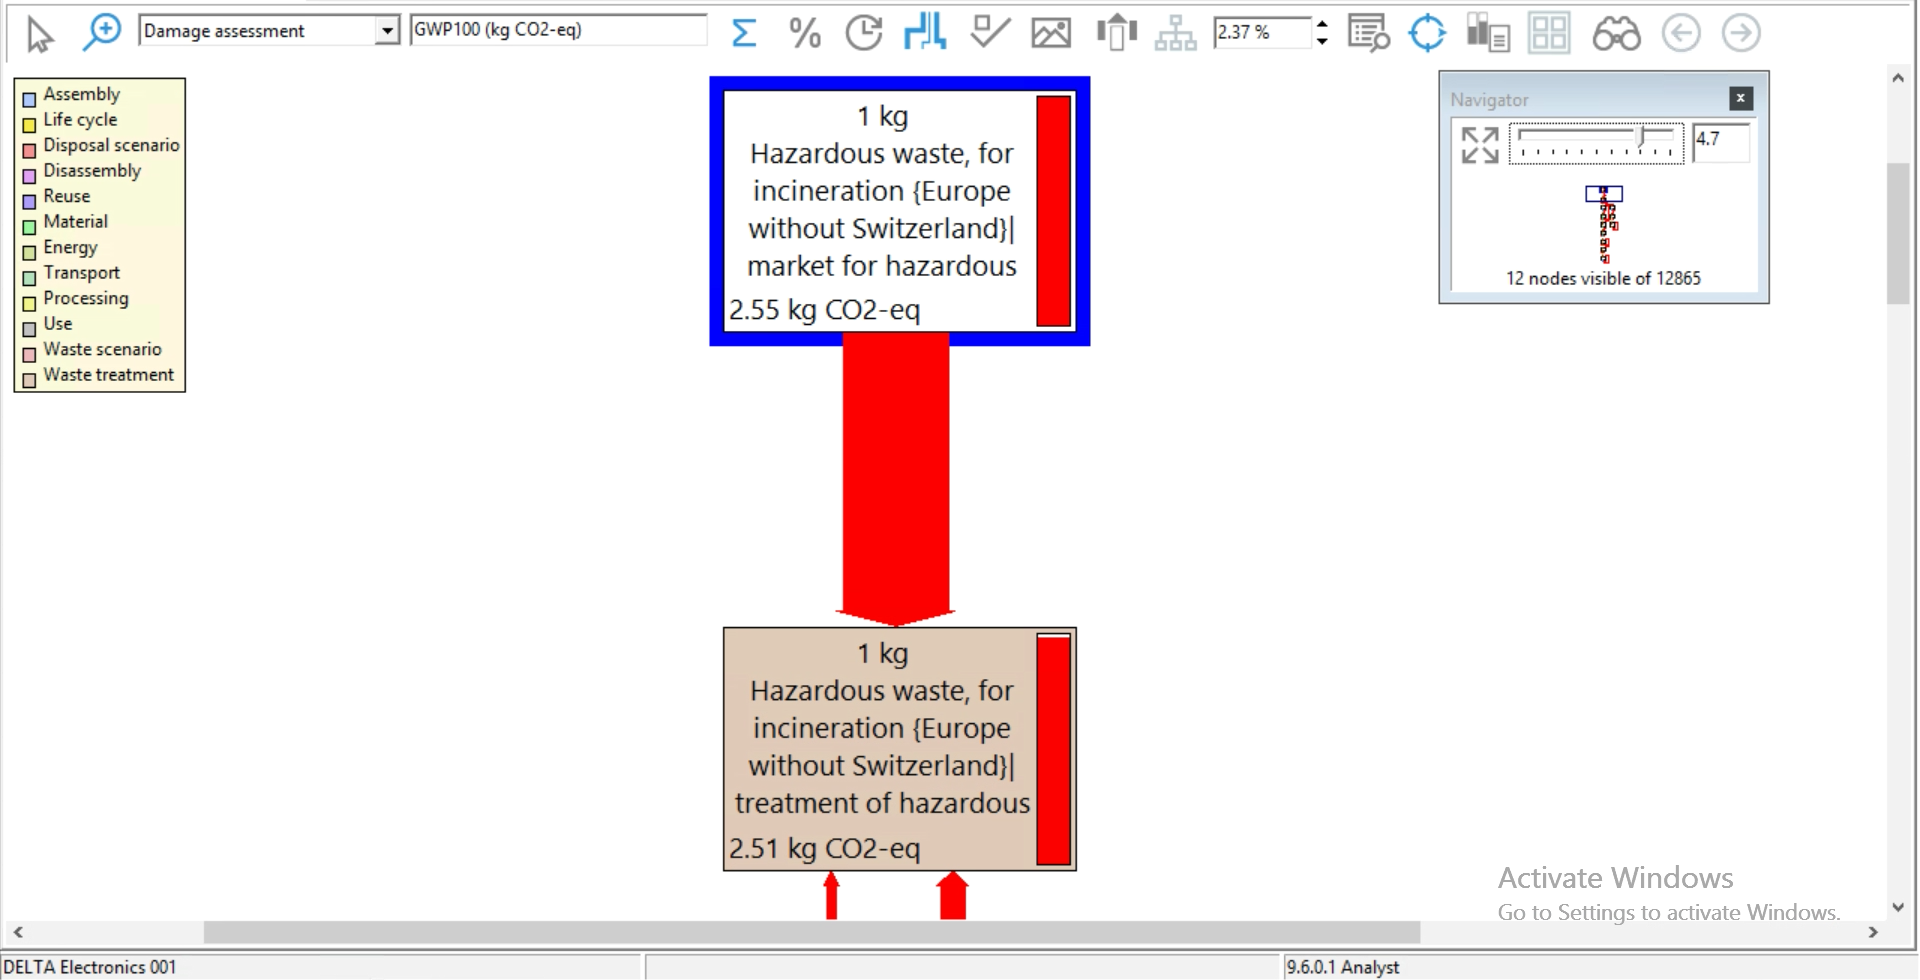 Damage assessment
GWP100 (kg CO2-eq)
2.37 %
Assembly
Life cycle
Disposal scenario
Disassembly
Reuse
Material
Energy
Transport
Processing
Use
Waste scenario
Waste treatment
1 kg
Hazardous waste, for
incineration {Europe
without Switzerland}|
market for hazardous
2.55 kg CO2-eq
Navigator
x
4.7
12 nodes visible of 12865
1 kg
Hazardous waste, for
incineration {Europe
without Switzerland}|
treatment of hazardous
2.51 kg CO2-eq
Activate Windows
Go to Settings to activate Windows.
DELTA Electronics 001
9.6.0.1 Analyst